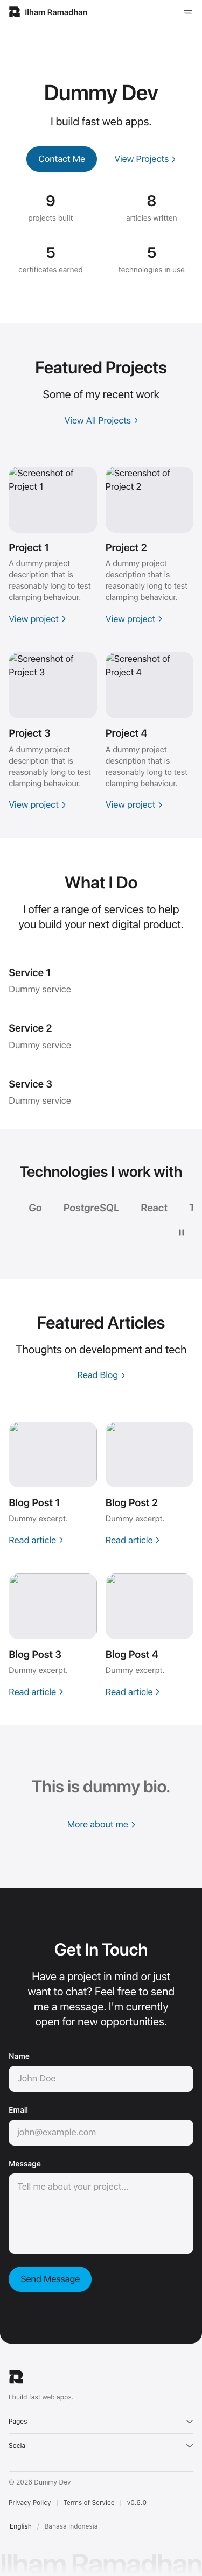 Ilham Ramadhan
Dummy Dev
I build fast web apps.
Contact Me
View Projects
9
projects built
8
articles written
5
certificates earned
5
technologies in use
Featured Projects
Some of my recent work
View All Projects
Screenshot of
Project 1
Screenshot of
Project 2
Project 1
A dummy project
description that is
reasonably long to test
clamping behaviour.
View project
Project 2
A dummy project
description that is
reasonably long to test
clamping behaviour.
View project
Screenshot of
Project 3
Screenshot of
Project 4
Project 3
A dummy project
description that is
reasonably long to test
clamping behaviour.
View project
Project 4
A dummy project
description that is
reasonably long to test
clamping behaviour.
View project
What I Do
I offer a range of services to help
you build your next digital product.
Service 1
Dummy service
Service 2
Dummy service
Service 3
Dummy service
Technologies I work with
Go PostgreSQL React T
Featured Articles
Thoughts on development and tech
Read Blog
Blog Post 1
Dummy excerpt.
Read article
Blog Post 2
Dummy excerpt.
Read article
Blog Post 3
Dummy excerpt.
Read article
Blog Post 4
Dummy excerpt.
Read article
This is dummy bio.
More about me
Get In Touch
Have a project in mind or just
want to chat? Feel free to send
me a message. I'm currently
open for new opportunities.
Name
John Doe
Email
john@example.com
Message
Tell me about your project...
Send Message
I build fast web apps.
Pages
Social
© 2026 Dummy Dev
Privacy Policy | Terms of Service | v0.6.0
English | Bahasa Indonesia
Ilham Ramadhan